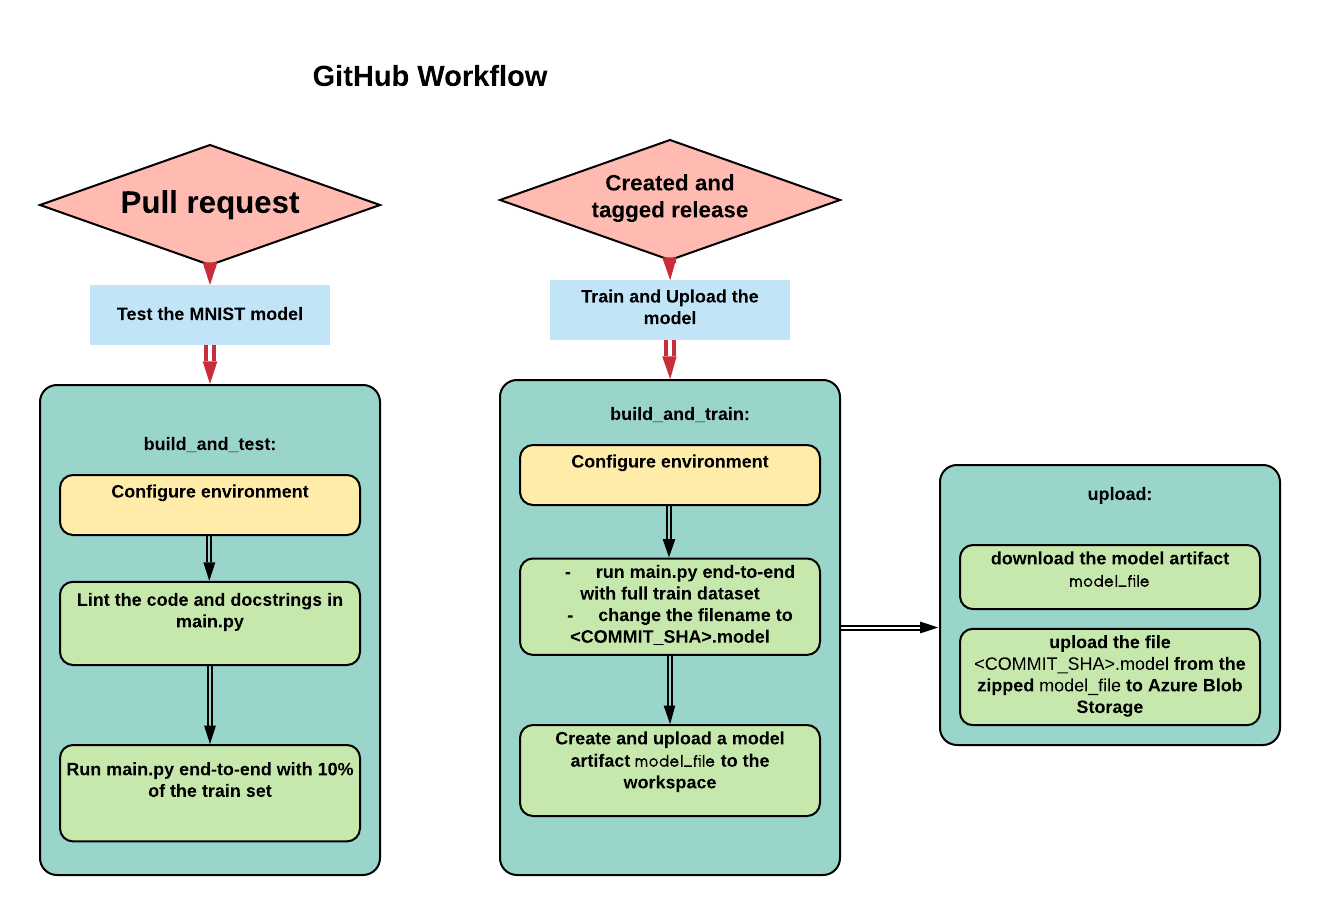 GitHub Workflow
Pull request
Test the MNIST model
build_and_test:
Configure environment
Lint the code and docstrings in
main.py
Run main.py end-to-end with 10%
of the train set
Created and
tagged release
Train and Upload the
model
build_and_train:
Configure environment
- run main.py end-to-end
with full train dataset
- change the filename to
<COMMIT_SHA>.model
Create and upload a model
artifact model_file to the
workspace
upload:
download the model artifact
model_file
upload the file
<COMMIT_SHA>.model from the
zipped model_file to Azure Blob
Storage